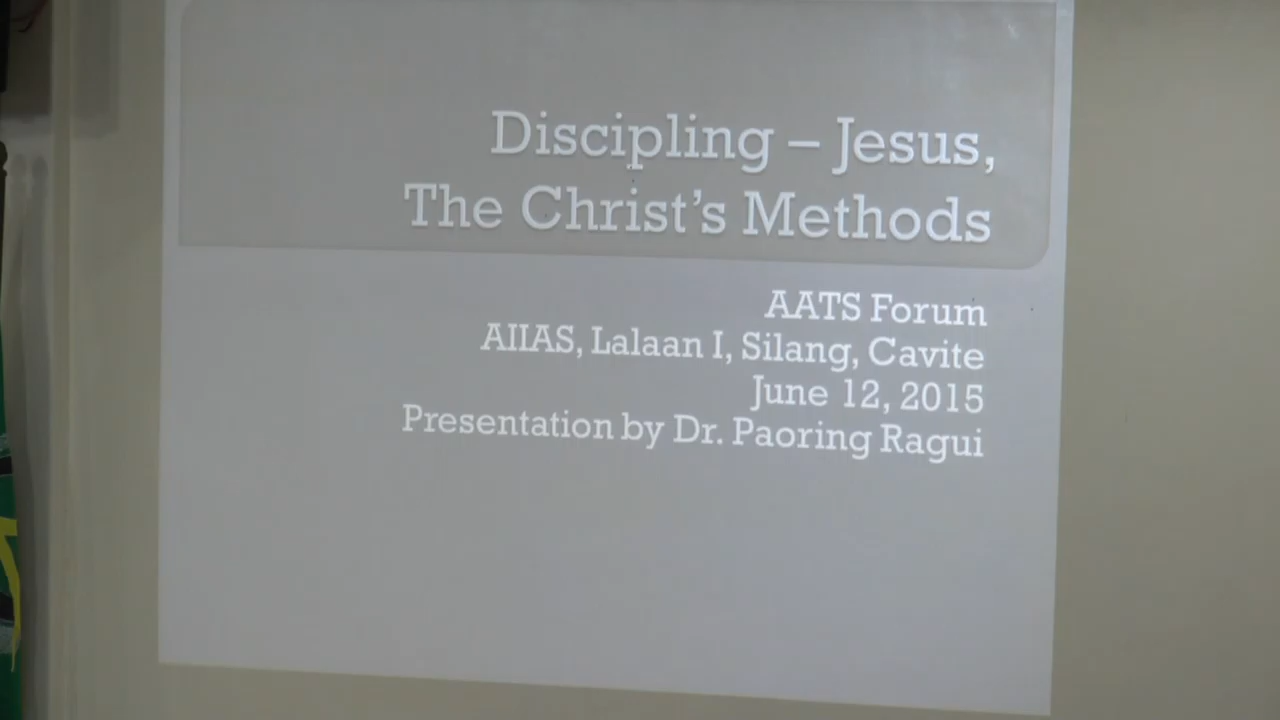 Discipling – Jesus,
The Christ's Methods
AATS Forum
AIIAS, Lalaan I, Silang, Cavite
June 12, 2015
Presentation by Dr. Paoring Ragui